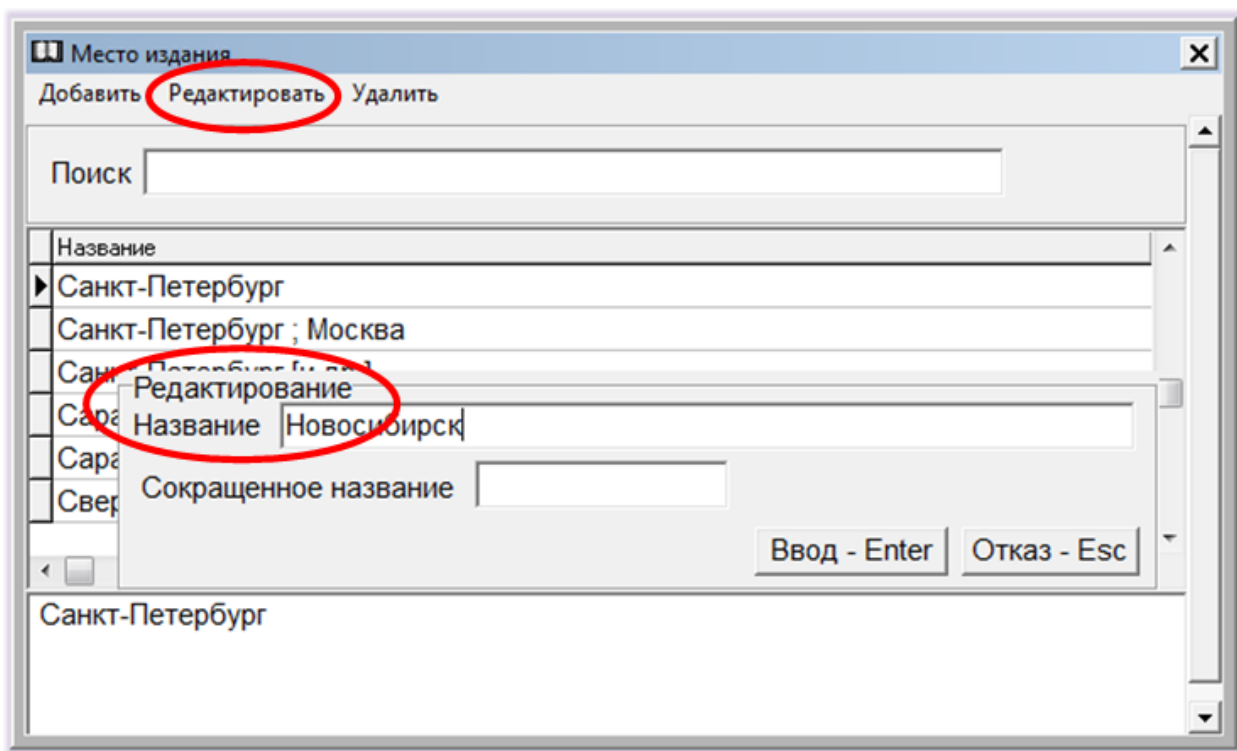 Место издания
Добавить Редактировать Удалить
Поиск
Название
Санкт-Петербург
Санкт-Петербург ; Москва
Редактирование
Название Новосибирск
Сокращенное название
Ввод - Enter Отказ - Esc
Санкт-Петербург